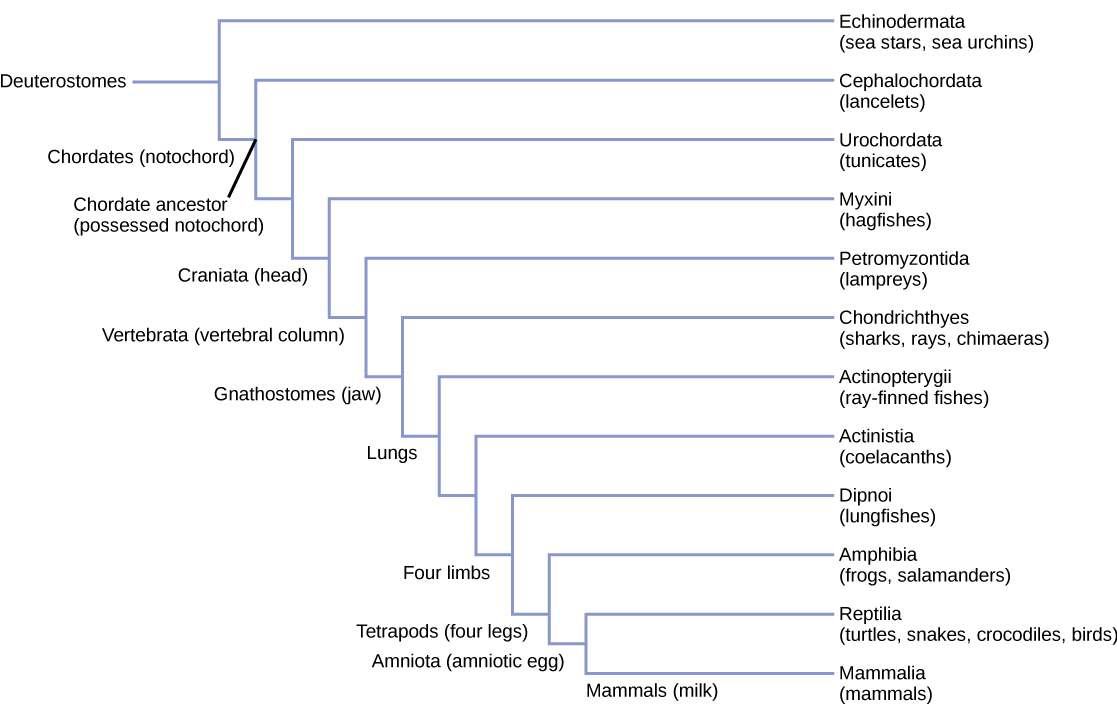 Echinodermata
(sea stars, sea urchins)
Deuterostomes
Cephalochordata
(lancelets)
Chordates (notochord)
Urochordata
(tunicates)
Chordate ancestor
(possessed notochord)
Myxini
(hagfishes)
Craniata (head)
Petromyzontida
(lampreys)
Vertebrata (vertebral column)
Chondrichthyes
(sharks, rays, chimaeras)
Gnathostomes (jaw)
Actinopterygii
(ray-finned fishes)
Lungs
Actinistia
(coelacanths)
Dipnoi
(lungfishes)
Four limbs
Amphibia
(frogs, salamanders)
Tetrapods (four legs)
Reptilia
(turtles, snakes, crocodiles, birds)
Amniota (amniotic egg)
Mammals (milk)
Mammalia
(mammals)